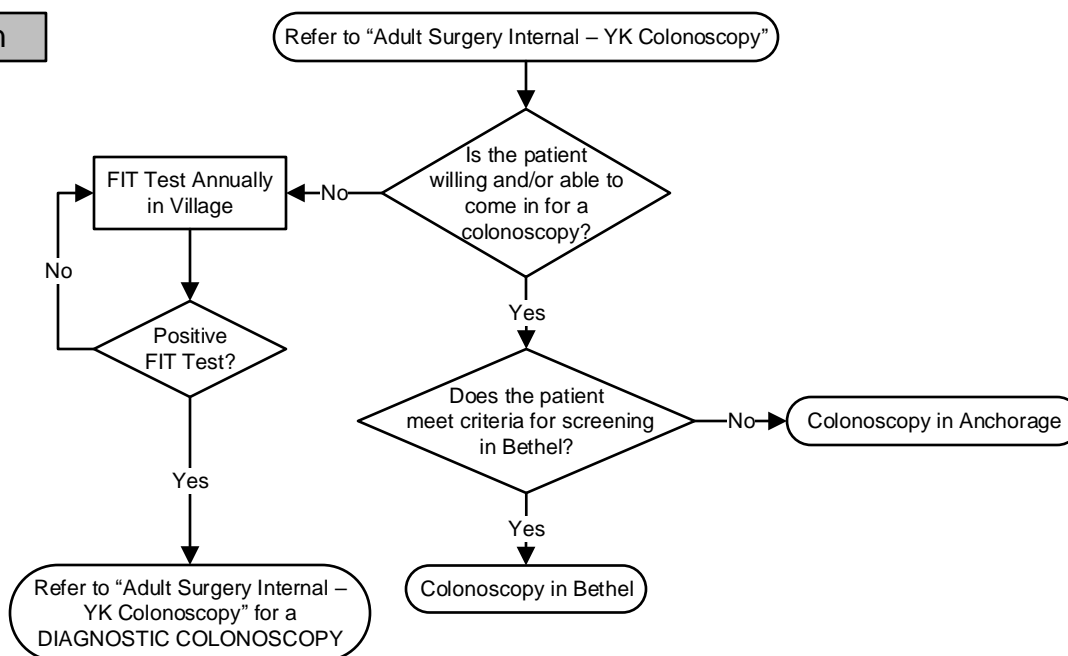 Refer to “Adult Surgery Internal – YK Colonoscopy”
Is the patient
willing and/or able to
come in for a
colonoscopy?
No
FIT Test Annually
in Village
No
Positive
FIT Test?
Yes
Refer to “Adult Surgery Internal –
YK Colonoscopy” for a
DIAGNOSTIC COLONOSCOPY
Yes
Does the patient
meet criteria for screening
in Bethel?
No
Colonoscopy in Anchorage
Yes
Colonoscopy in Bethel